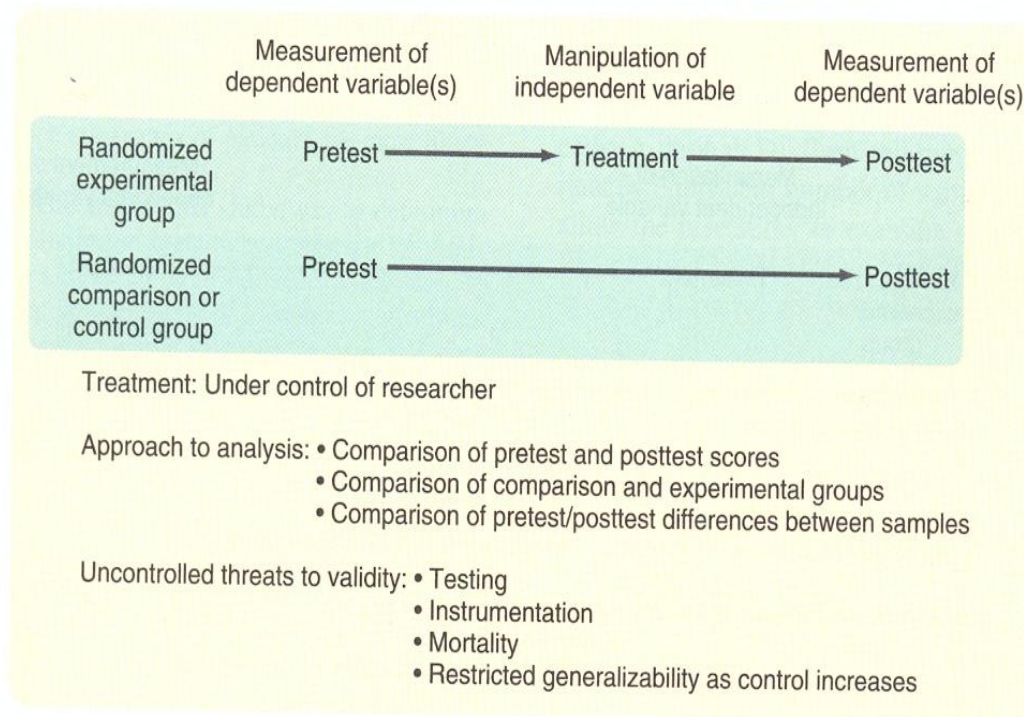 Measurement of
dependent variable(s)
Manipulation of
independent variable
Measurement of
dependent variable(s)
Randomized
experimental
group
Pretest
Treatment
Posttest
Randomized
comparison or
control group
Pretest
Posttest
Treatment: Under control of researcher
Approach to analysis: • Comparison of pretest and posttest scores
• Comparison of comparison and experimental groups
• Comparison of pretest/posttest differences between samples
Uncontrolled threats to validity: • Testing
• Instrumentation
• Mortality
• Restricted generalizability as control increases